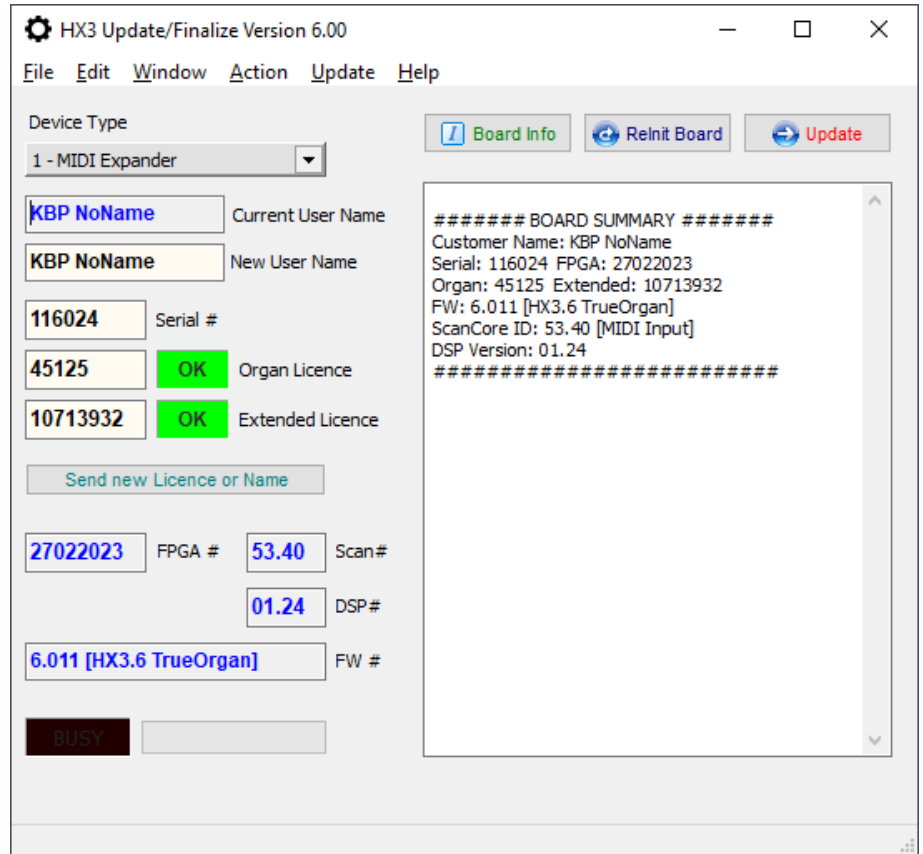 HX3 Update/Finalize Version 6.00
File Edit Window Action Update Help
Device Type
1 - MIDI Expander
Board Info
ReInit Board
Update
KBP NoName
Current User Name
KBP NoName
New User Name
116024
Serial #
45125
OK
Organ Licence
10713932
OK
Extended Licence
Send new Licence or Name
27022023
FPGA #
53.40
Scan#
01.24
DSP#
6.011 [HX3.6 TrueOrgan]
FW #
BUSY
####### BOARD SUMMARY #######
Customer Name: KBP NoName
Serial: 116024 FPGA: 27022023
Organ: 45125 Extended: 10713932
FW: 6.011 [HX3.6 TrueOrgan]
ScanCore ID: 53.40 [MIDI Input]
DSP Version: 01.24
##########################